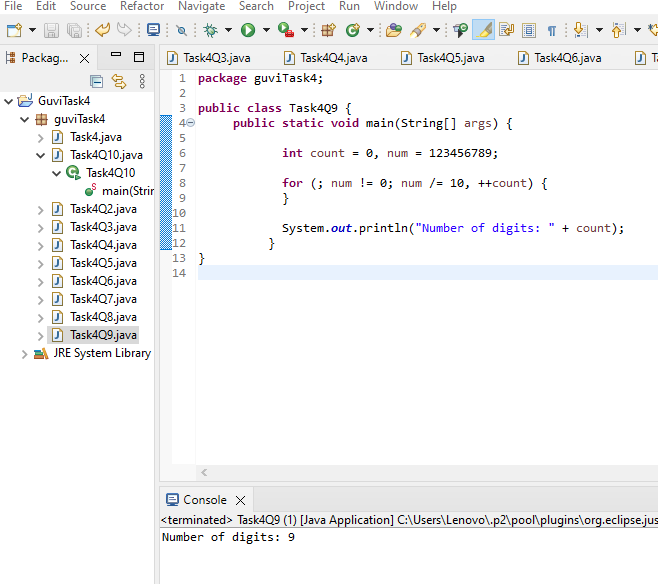 File Edit Source Refactor Navigate Search Project Run Window Help
Packag...
Task4Q3.java Task4Q4.java Task4Q5.java Task4Q6.java
GuviTask4
guviTask4
Task4.java
Task4Q10.java
Task4Q10
main(Strin
Task4Q2.java
Task4Q3.java
Task4Q4.java
Task4Q5.java
Task4Q6.java
Task4Q7.java
Task4Q8.java
Task4Q9.java
JRE System Library
1 package guviTask4;
2
3 public class Task4Q9 {
4 public static void main(String[] args) {
5
6 int count = 0, num = 123456789;
7
8 for (; num != 0; num /= 10, ++count) {
9 }
10
11 System.out.println("Number of digits: " + count);
12 }
13 }
14
Console
<terminated> Task4Q9 (1) [Java Application] C:\Users\Lenovo\.p2\pool\plugins\org.eclipse.jus
Number of digits: 9